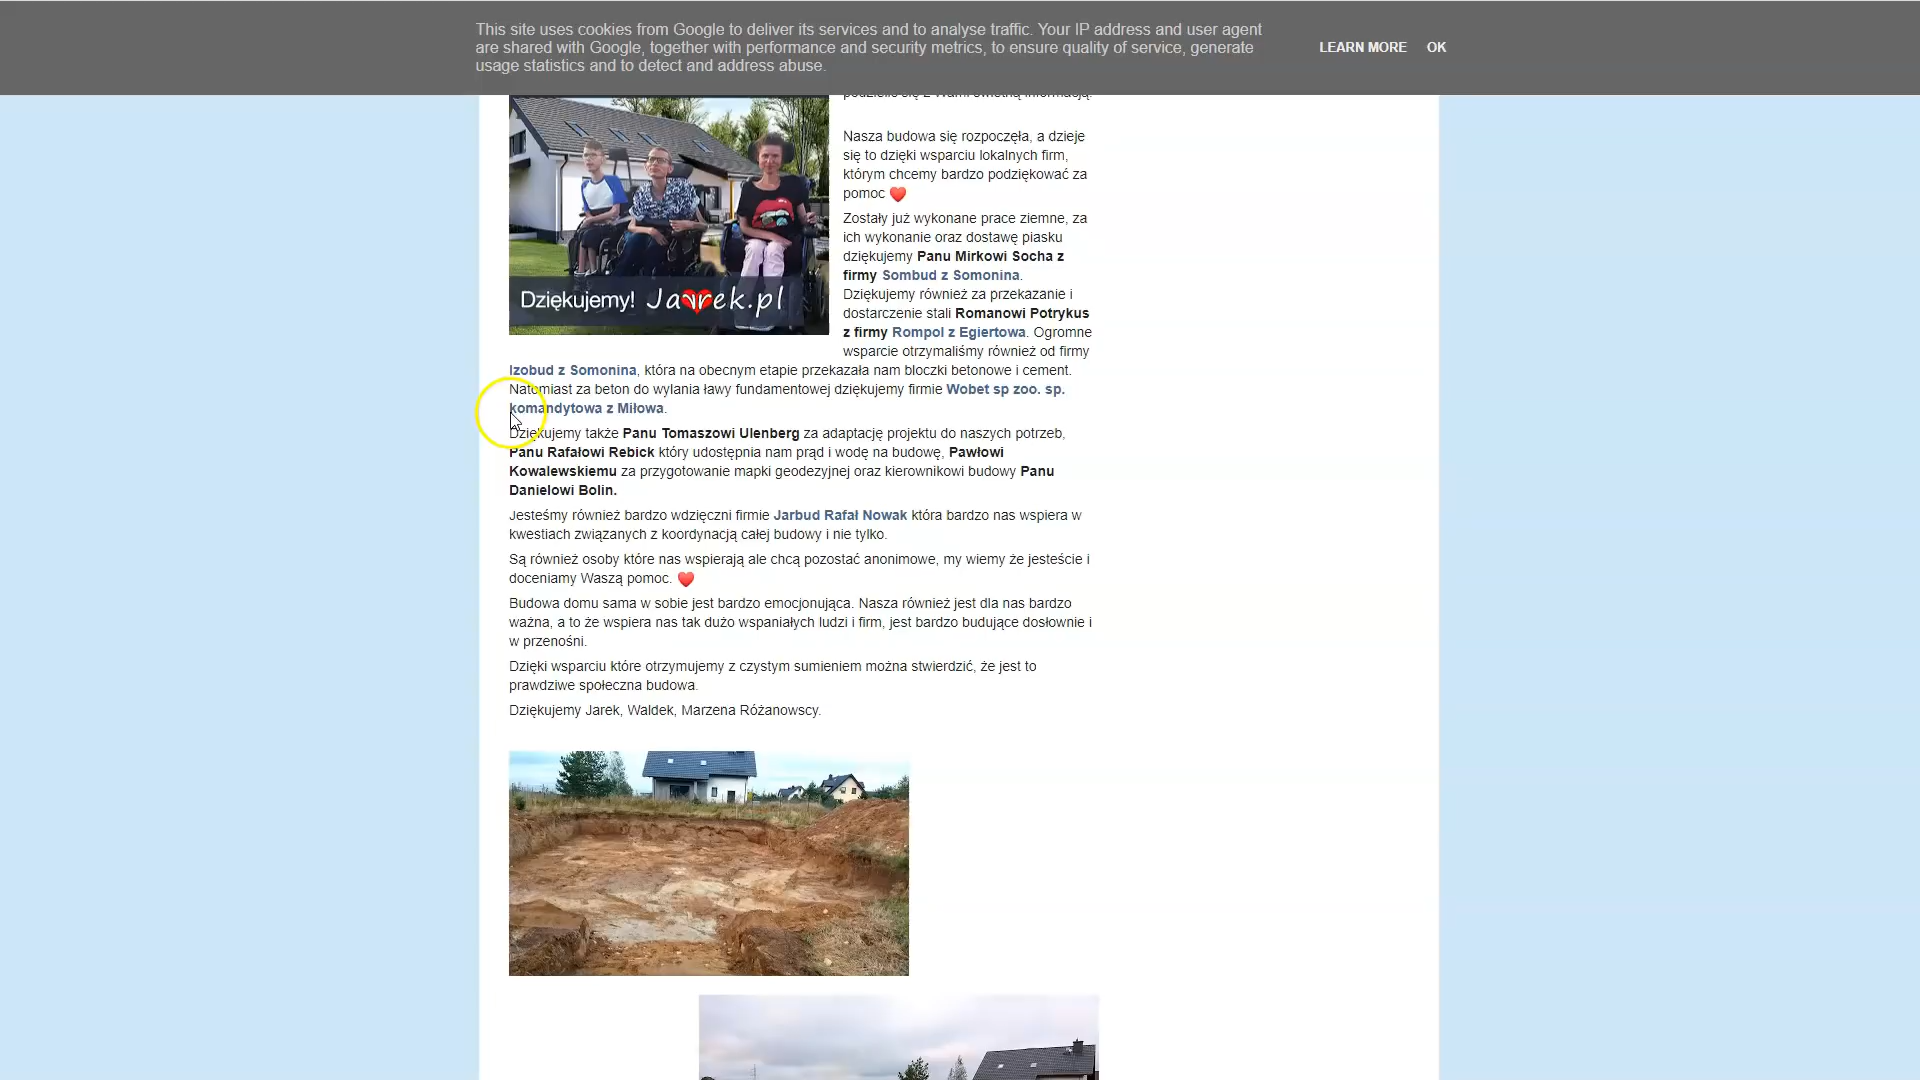 This site uses cookies from Google to deliver its services and to analyse traffic. Your IP address and user agent
are shared with Google, together with performance and security metrics, to ensure quality of service, generate
usage statistics and to detect and address abuse.
LEARN MORE OK
podzielić się z Wami świetną informacją.
Nasza budowa się rozpoczęła, a dzieje
się to dzięki wsparciu lokalnych firm,
którym chcemy bardzo podziękować za
pomoc ❤️
Zostały już wykonane prace ziemne, za
ich wykonanie oraz dostawę piasku
dziękujemy Panu Mirkowi Socha z
firmy Sombud z Somonina.
Dziękujemy również za przekazanie i
dostarczenie stali Romanowi Potrykus
z firmy Rompol z Egiertowa. Ogromne
wsparcie otrzymaliśmy również od firmy
Dziękujemy! Jarek.pl
Izobud z Somonina, która na obecnym etapie przekazała nam bloczki betonowe i cement.
Natomiast za beton do wylania ławy fundamentowej dziękujemy firmie Wobet sp zoo. sp.
komandytowa z Miłowa.
Dziękujemy także Panu Tomaszowi Ulenberg za adaptację projektu do naszych potrzeb,
Panu Rafałowi Rebick który udostępnia nam prąd i wodę na budowę, Pawłowi
Kowalewskiemu za przygotowanie mapki geodezyjnej oraz kierownikowi budowy Panu
Danielowi Bolin.
Jesteśmy również bardzo wdzięczni firmie Jarbud Rafał Nowak która bardzo nas wspiera w
kwestiach związanych z koordynacją całej budowy i nie tylko.
Są również osoby które nas wspierają ale chcą pozostać anonimowe, my wiemy że jesteście i
doceniamy Waszą pomoc. ❤️
Budowa domu sama w sobie jest bardzo emocjonująca. Nasza również jest dla nas bardzo
ważna, a to że wspiera nas tak dużo wspaniałych ludzi i firm, jest bardzo budujące dosłownie i
w przenośni.
Dzięki wsparciu które otrzymujemy z czystym sumieniem można stwierdzić, że jest to
prawdziwe społeczna budowa.
Dziękujemy Jarek, Waldek, Marzena Różanowscy.